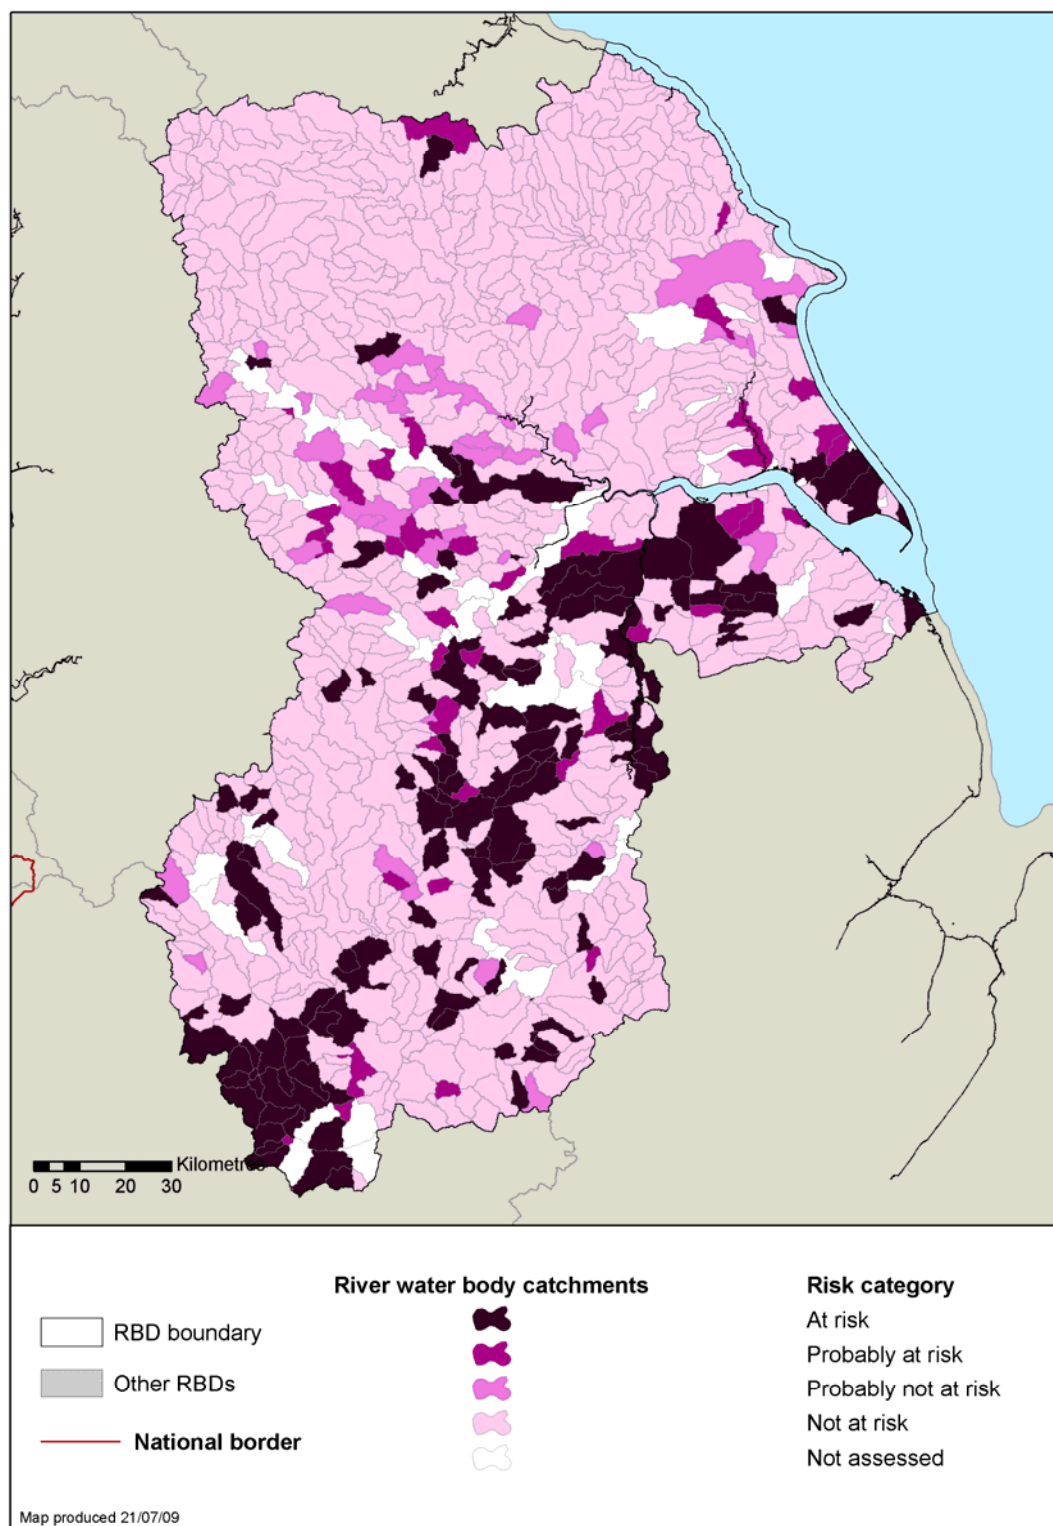 Kilometres
0 5 10 20 30
River water body catchments
Risk category
RBD boundary
Other RBDs
National border
At risk
Probably at risk
Probably not at risk
Not at risk
Not assessed
Map produced 21/07/09